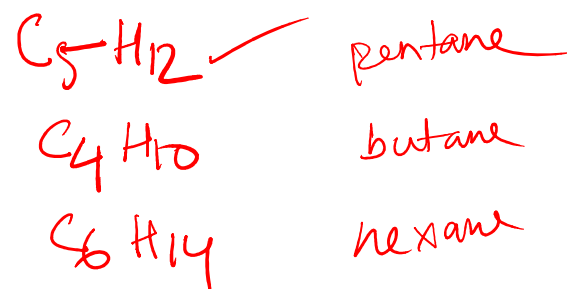 C5H12 ✓ pentane
C4H10 butane
C6H14 hexane